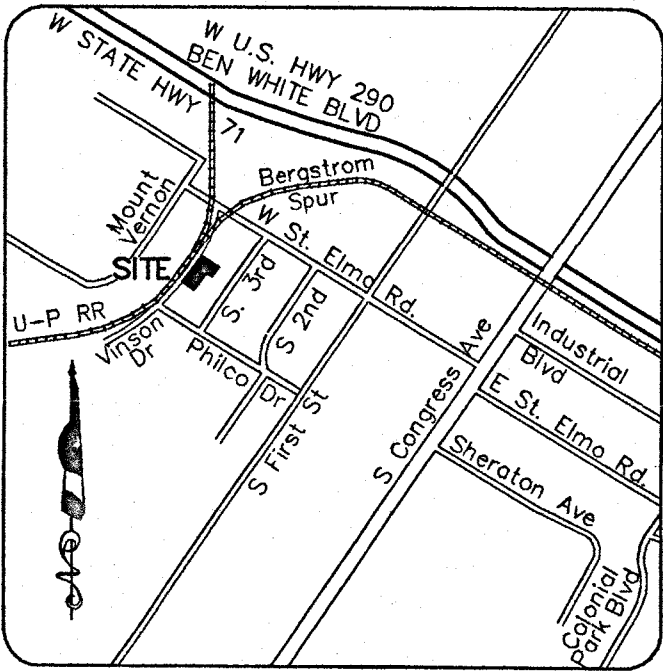 W U.S. HWY 290
BEN WHITE BLVD
W STATE HWY 71
Bergstrom
Spur
Mount
Vernon
SITE
W St. Elmo Rd.
S. 3rd
S 2nd
U-P RR
Vinson
Dr
Philco Dr
S First St
S Congress Ave
Industrial
Blvd
E St. Elmo Rd.
Sheraton Ave
Colonial
Park Blvd